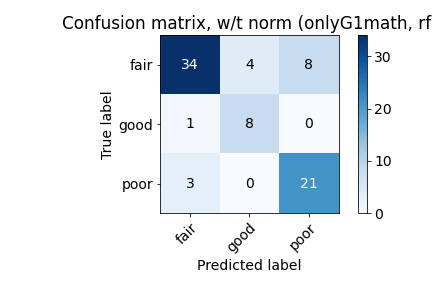 Confusion matrix, w/t norm (onlyG1math, rf
True label
fair
good
poor
34 4 8
1 8 0
3 0 21
fair good poor
Predicted label
30
20
10
0